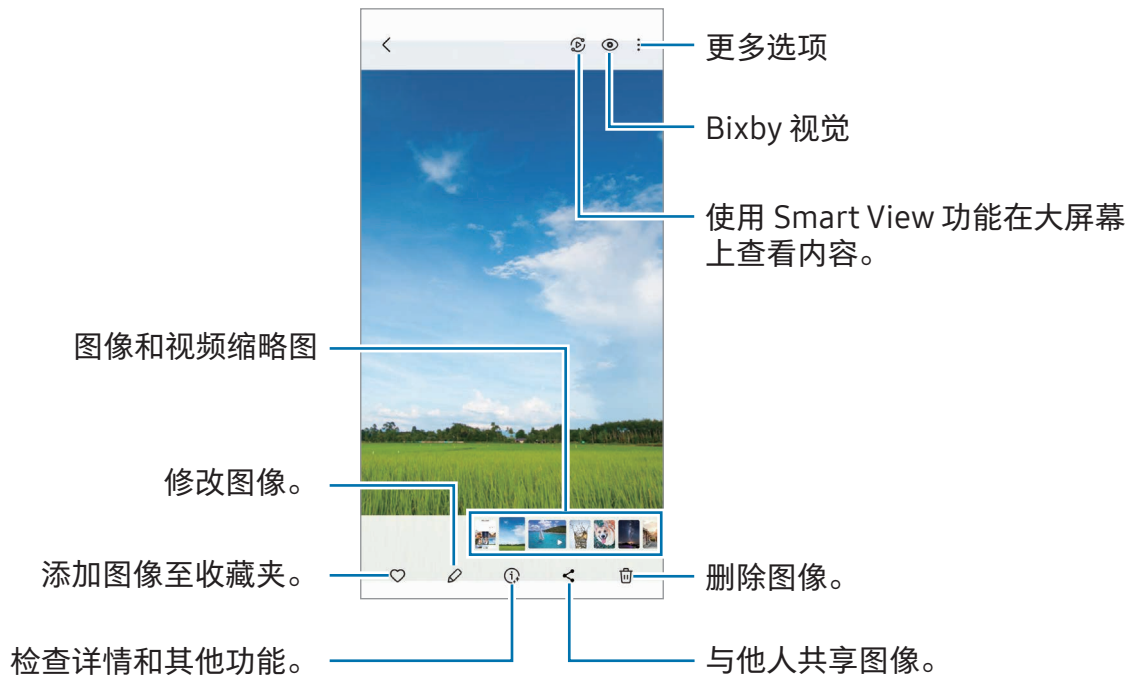 更多选项
Bixby 视觉
使用 Smart View 功能在大屏幕
上查看内容。
图像和视频缩略图
修改图像。
添加图像至收藏夹。
删除图像。
检查详情和其他功能。
与他人共享图像。